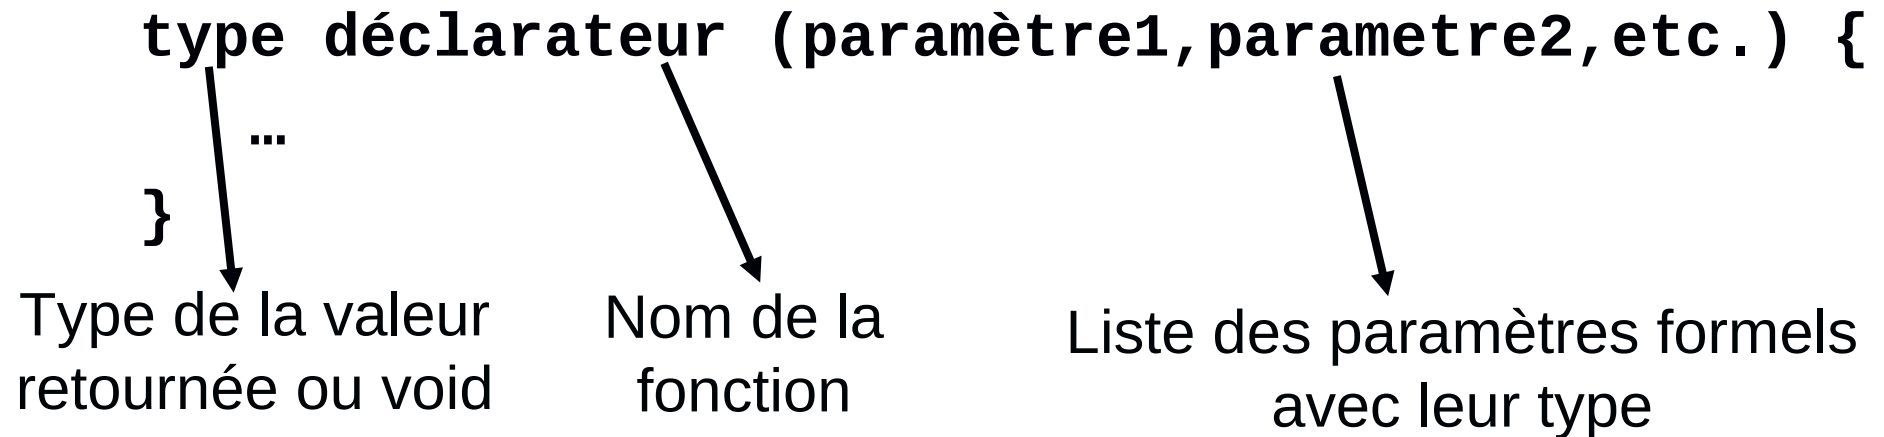 type déclarateur (paramètre1,parametre2,etc.) {
…
}
Type de la valeur
retournée ou void
Nom de la
fonction
Liste des paramètres formels
avec leur type